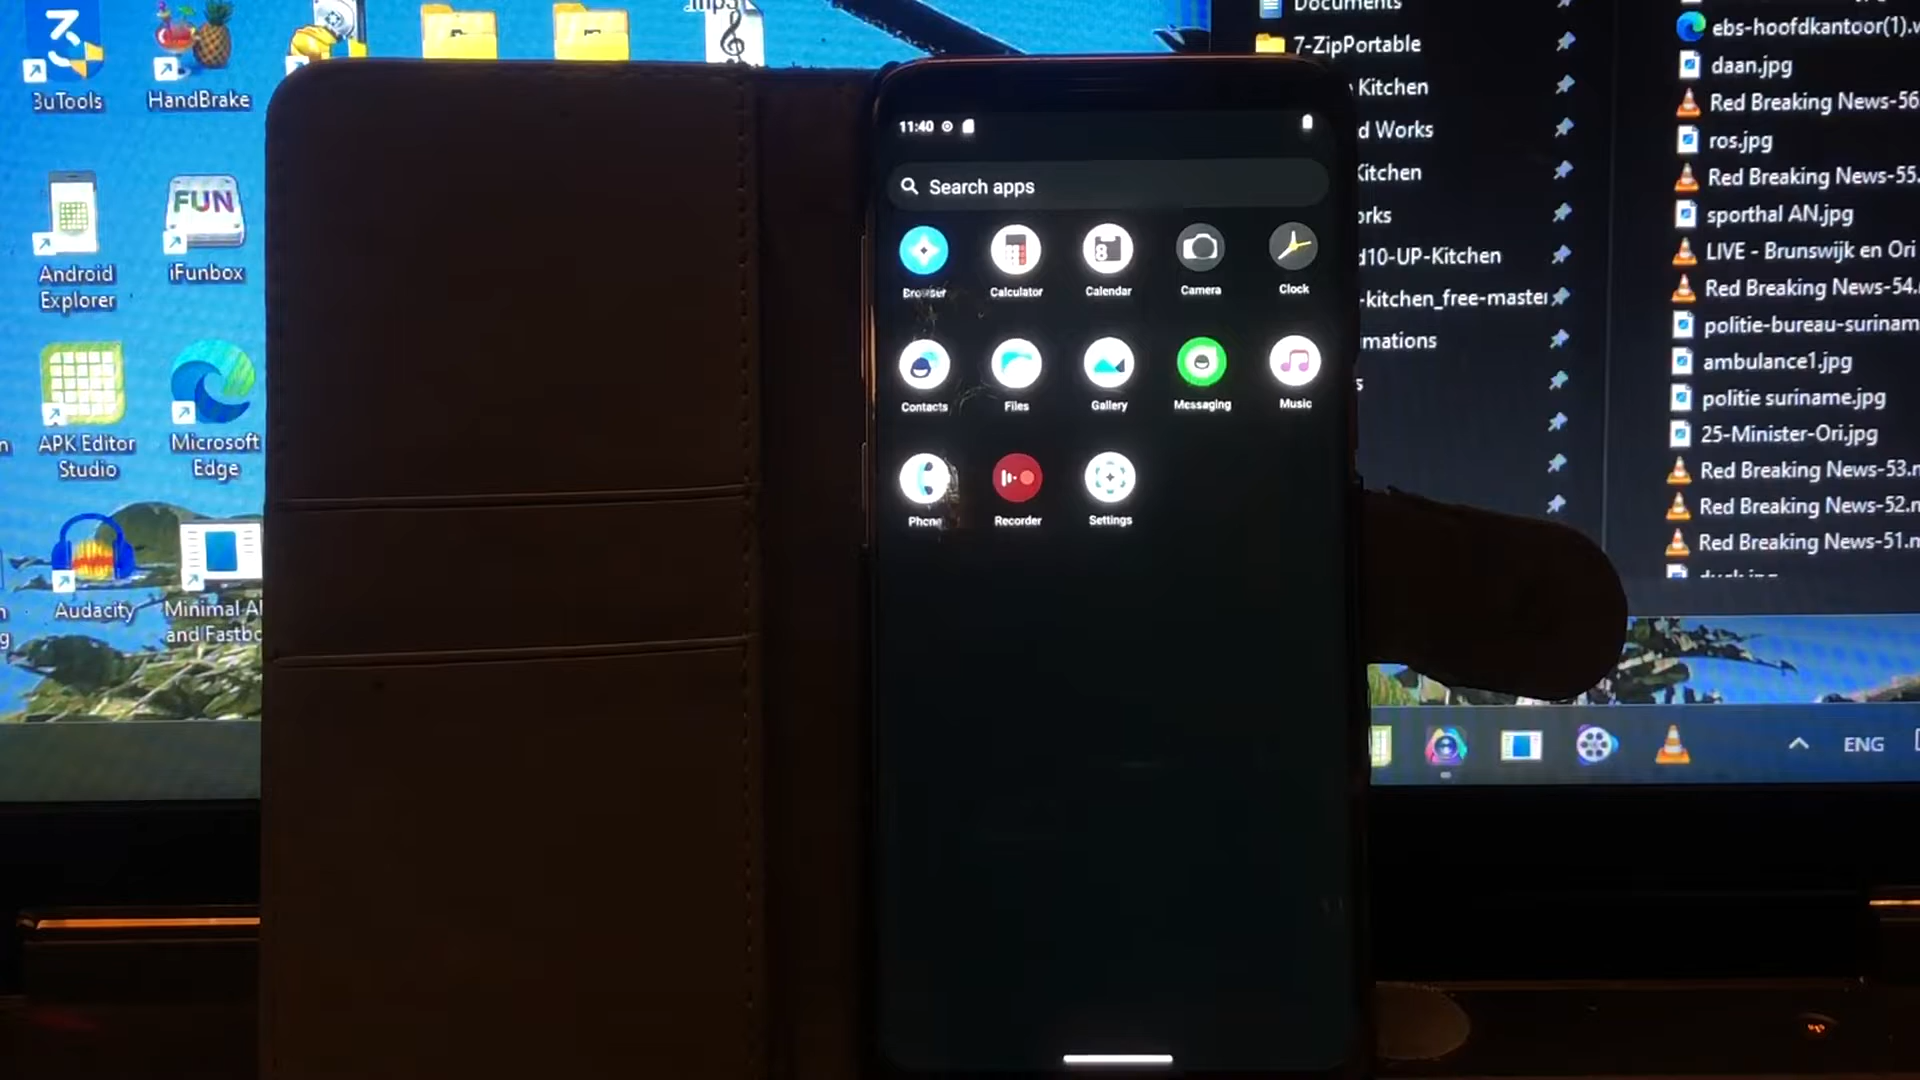 .mp3
3uTools
HandBrake
Android
Explorer
FUN
iFunbox
APK Editor
Studio
Microsoft
Edge
Audacity
Minimal
and
11:40
Search apps
Browser
Calculator
8
Calendar
Camera
Clock
Contacts
Files
Gallery
Messaging
Music
Phone
Recorder
Settings
Documents
7-ZipPortable
Kitchen
d Works
Kitchen
orks
d10-UP-Kitchen
-kitchen_free-master
mations
s
ebs-hoofdkantoor(1).w
daan.jpg
Red Breaking News-56
ros.jpg
Red Breaking News-55.
sporthal AN.jpg
LIVE - Brunswijk en Ori
Red Breaking News-54.
politie-bureau-surinam
ambulance1.jpg
politie suriname.jpg
25-Minister-Ori.jpg
Red Breaking News-53.m
Red Breaking News-52.m
Red Breaking News-51.m
ENG